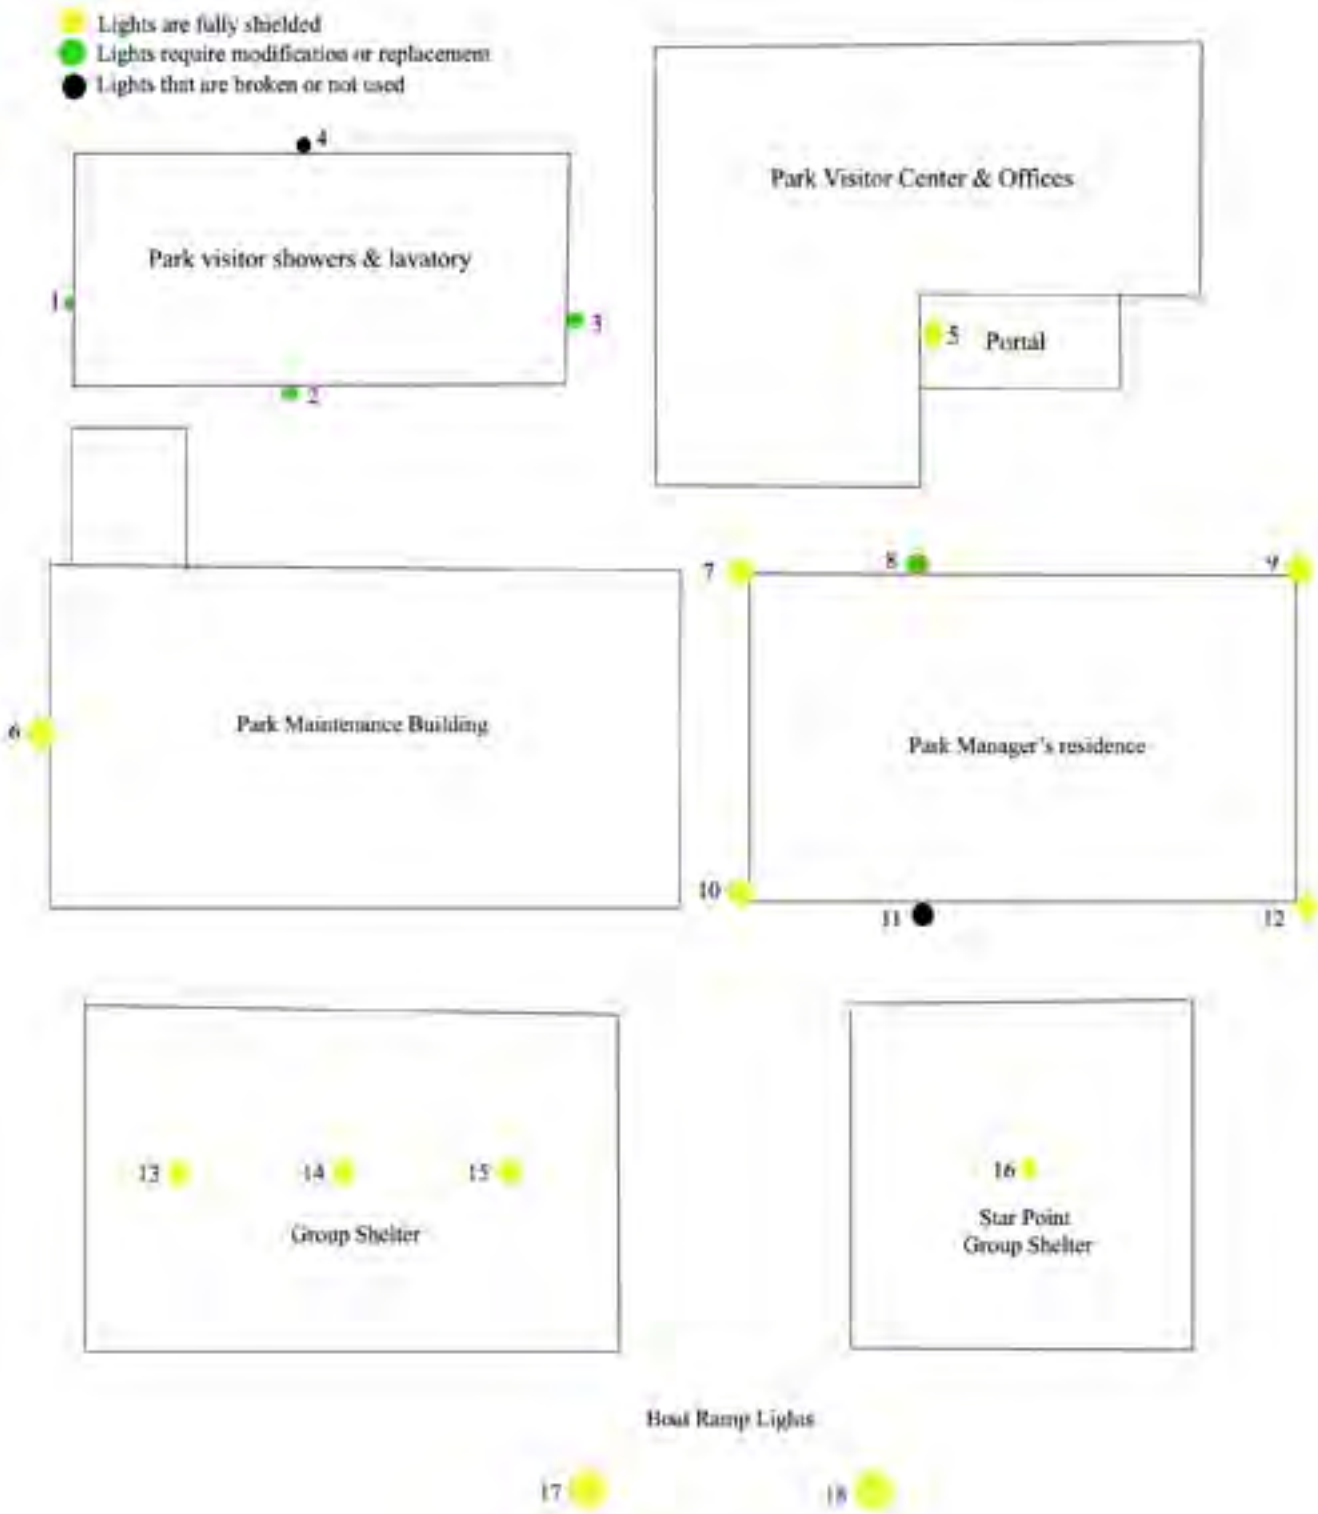 Lights are fully shielded
Lights require modification or replacement
Lights that are broken or not used
4
Park visitor showers & lavatory
1
3
2
Park Visitor Center & Offices
5 Portal
7
8
9
6
Park Maintenance Building
Park Manager's residence
10
11
12
13
14
15
Group Shelter
16
Star Point
Group Shelter
Boat Ramp Lights
17
18